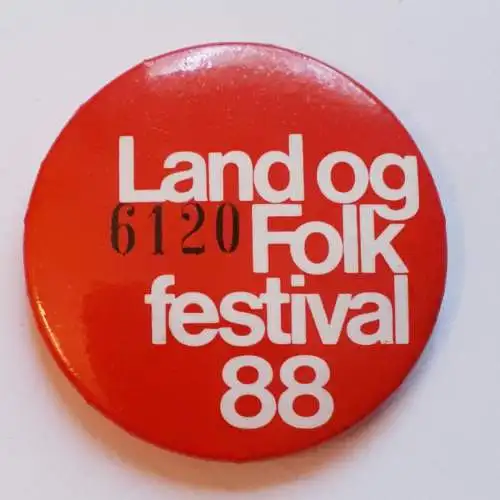 Land og
6120 Folk
festival
88